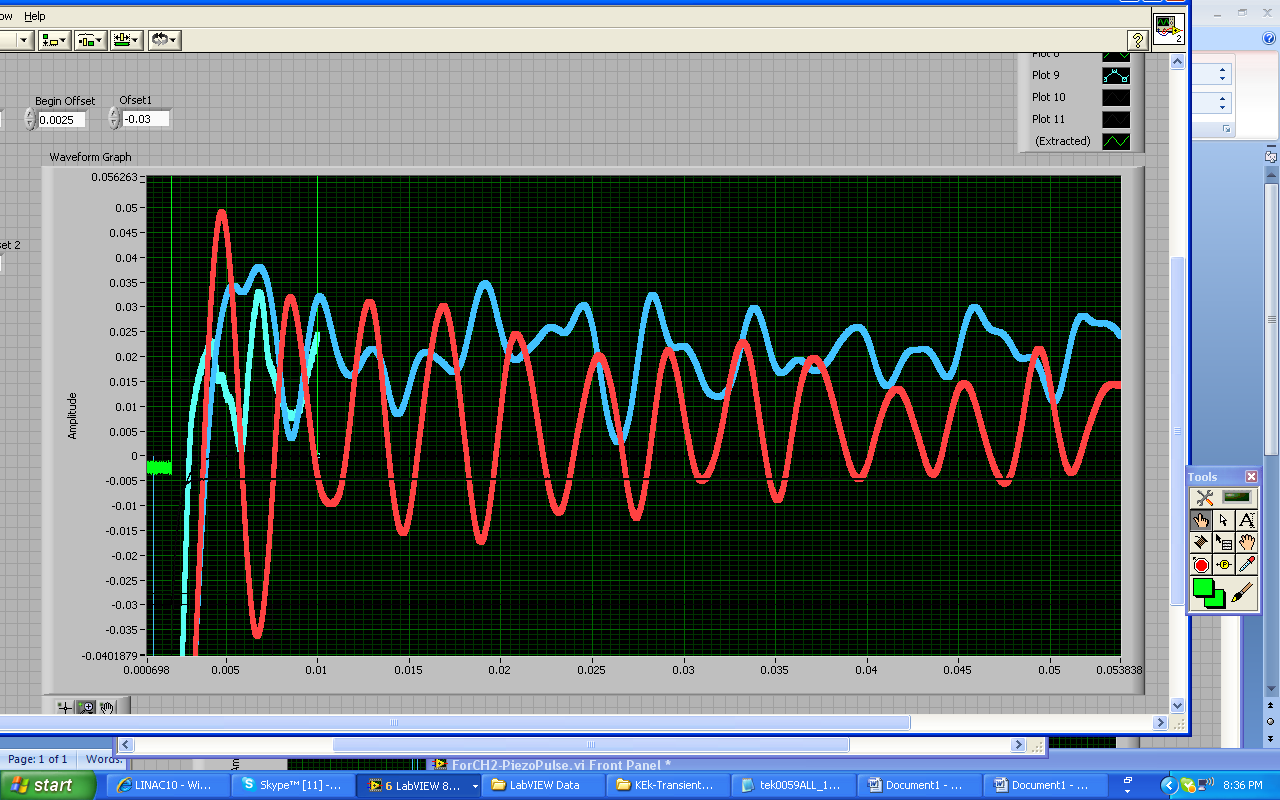 ow Help
2
Plot 8
Plot 9
Plot 10
Plot 11
(Extracted)
Begin Offset Ofset1
0.0025 -0.03
Waveform Graph
set 2
Amplitude
0.056263
0.05
0.045
0.04
0.035
0.03
0.025
0.02
0.015
0.01
0.005
0
-0.005
-0.01
-0.015
-0.02
-0.025
-0.03
-0.035
-0.0401879
0.000698 0.005 0.01 0.015 0.02 0.025 0.03 0.035 0.04 0.045 0.05 0.053838
Tools
Page: 1 of 1 Words:
ForCH2-PiezoPulse.vi Front Panel *
start LINAC10 - Wi... Skype™ [11] -... 6 LabVIEW 8... LabVIEW Data KEk-Transient... tek0059ALL_1... Document1 - ... Document1 - ... 8:36 PM